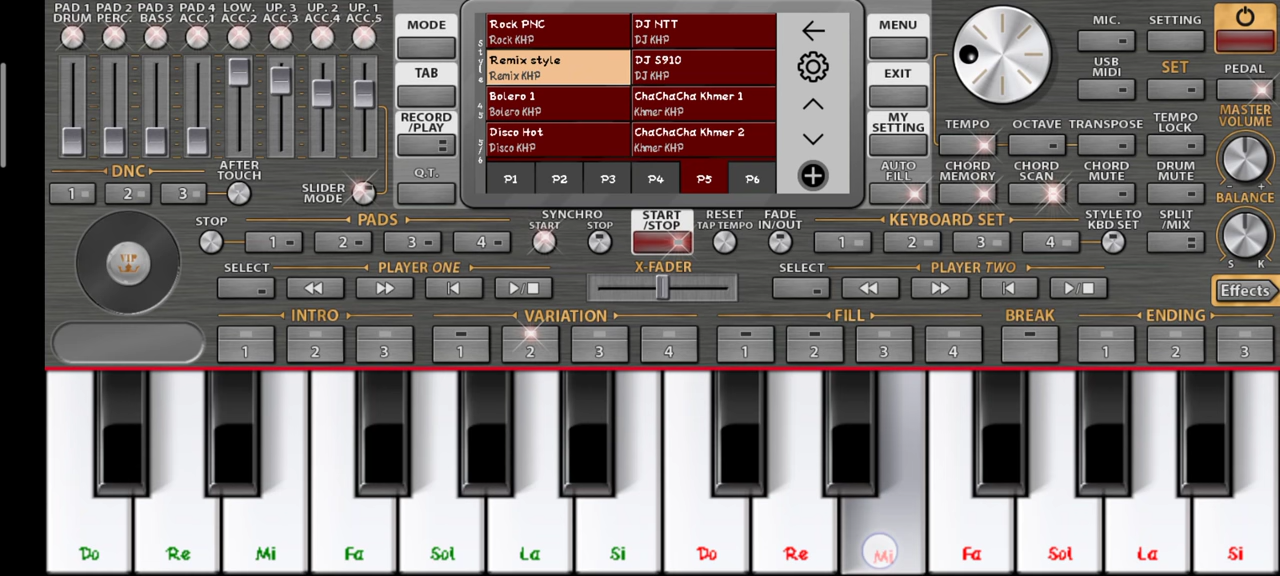 PAD 1 PAD 2 PAD 3 PAD 4 LOW. UP. 3 UP. 2 UP. 1
DRUM PERC. BASS ACC.1 ACC.2 ACC.3 ACC.4 ACC.5
MODE
TAB
RECORD
/PLAY
Q.T.
Rock PNC
Rock KHP
DJ NTT
DJ KHP
Remix style
Remix KHP
DJ S910
DJ KHP
Bolero 1
Bolero KHP
ChaChaCha Khmer 1
Khmer KHP
Disco Hot
Disco KHP
ChaChaCha Khmer 2
Khmer KHP
P1 P2 P3 P4 P5 P6
MENU
EXIT
MY
SETTING
AUTO
FILL
MIC. SETTING
USB
MIDI
SET
PEDAL
MASTER
VOLUME
- +
TEMPO OCTAVE TRANSPOSE TEMPO
LOCK
CHORD
MEMORY
CHORD
SCAN
CHORD
MUTE
DRUM
MUTE
BALANCE
S K
DNC
1 2 3
AFTER
TOUCH
SLIDER
MODE
STOP PADS
1 2 3 4
SYNCHRO
START STOP
START
/STOP
RESET
TAP TEMPO
FADE
IN/OUT
KEYBOARD SET
1 2 3 4
STYLE TO
KBD SET
SPLIT
/MIX
VIP
SELECT PLAYER ONE X-FADER SELECT PLAYER TWO
Effects
INTRO VARIATION FILL BREAK ENDING
1 2 3 1 2 3 4 1 2 3 4 1 2 3
Do Re Mi Fa Sol La Si Do Re Mi Fa Sol La Si